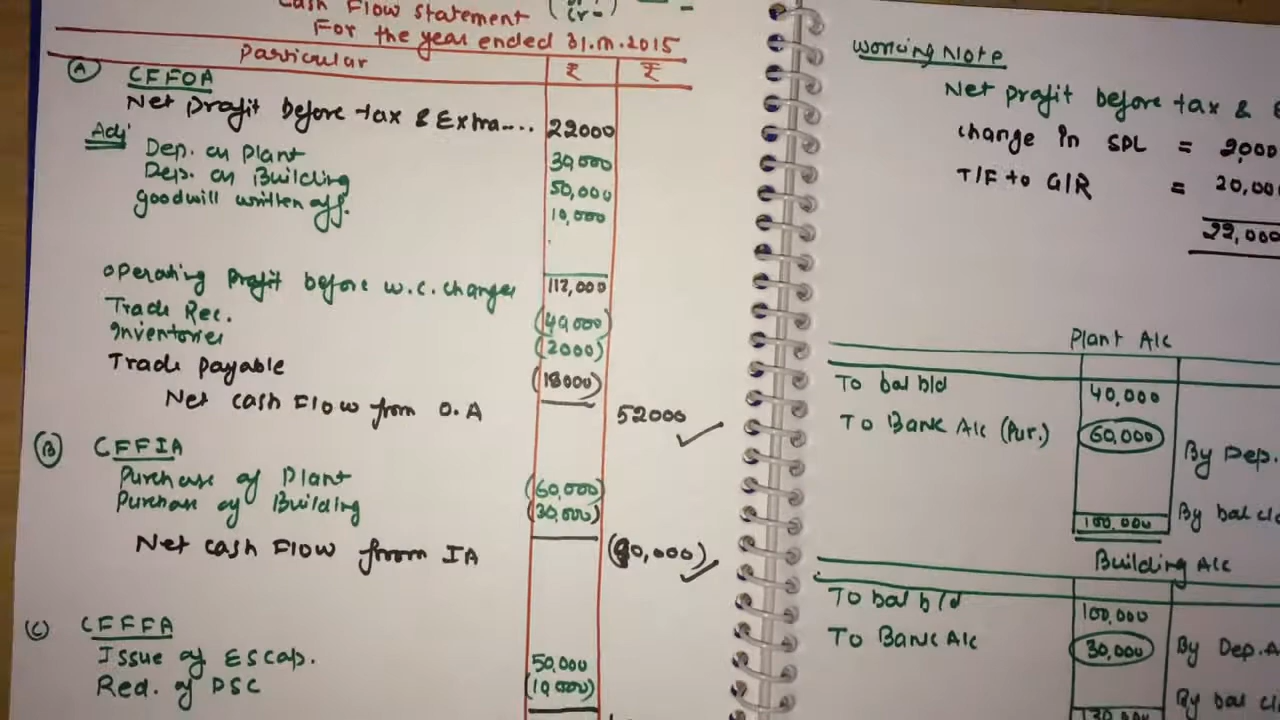 Cash Flow Statement
For the year ended 31.m.2015
Particular ₹ ₹
(A) CFFOA
Net profit before tax & Extra.... 22000
Adj
Dep. on Plant 30,000
Dep. on Building 50,000
goodwill written off. 10,000
operating profit before w.c. changes 112,000
Trade Rec. (40,000)
Inventories (2000)
Trade payable (18000)
Net cash Flow from O.A 52000
(B) CFFIA
Purchase of Plant (60,000)
Purchase of Building (30,000)
Net cash Flow from IA (90,000)
(C) CFFFA
Issue of ES cap. 50,000
Red. of PSC (10,000)
Working Note
Net profit before tax & E
change in SPL = 2,000
T/F to G/R = 20,00
22,000
Plant A/c
To bal b/d 40,000
To Bank A/c (Pur.) 60,000
By Dep.
By bal c/d
100,000
Building A/c
To bal b/d 100,000
To Bank A/c 30,000
By Dep. A
By bal c/
130,000